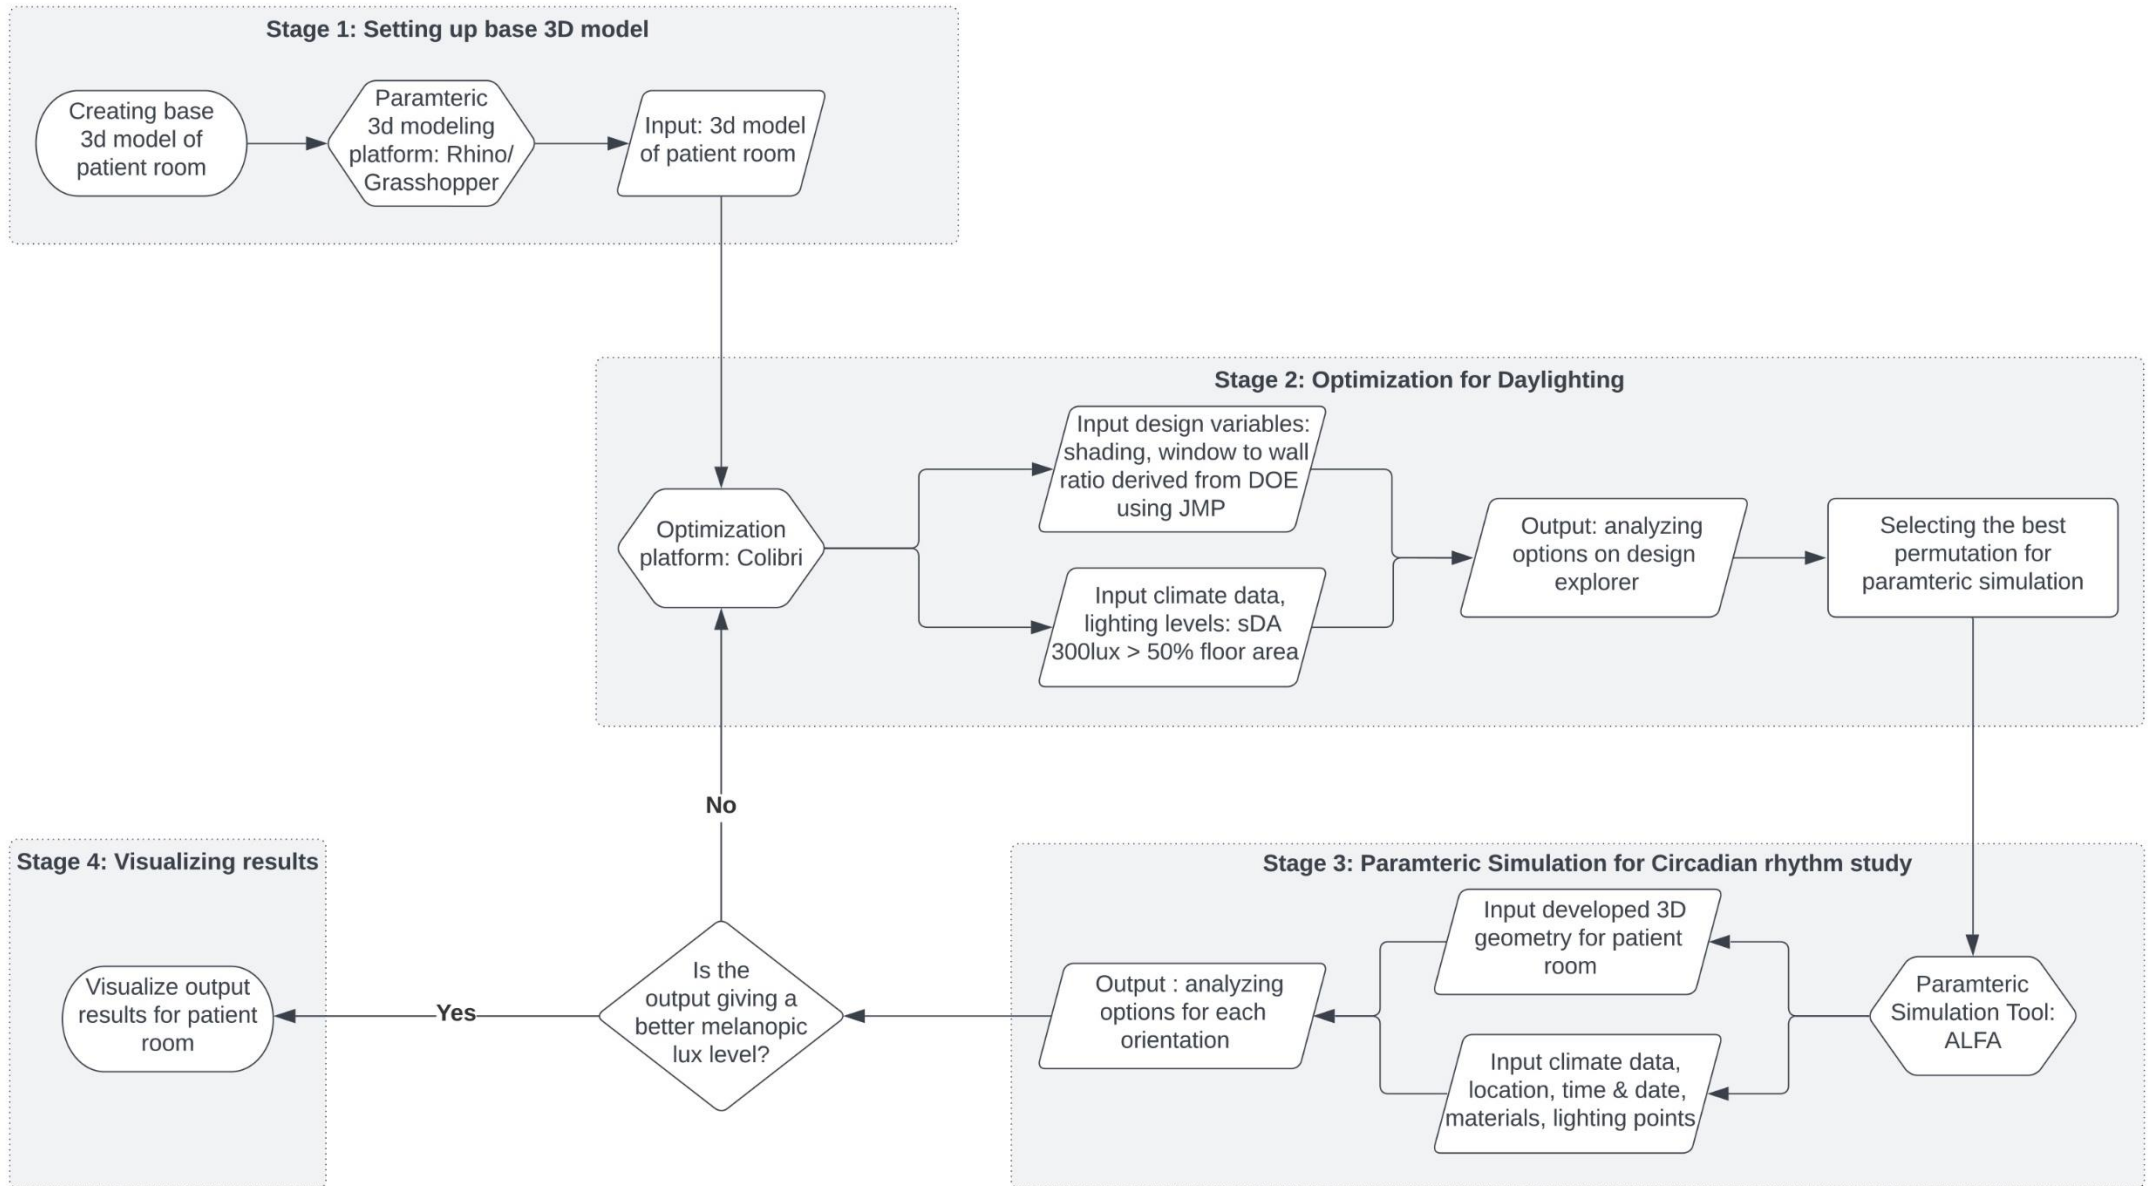 Stage 1: Setting up base 3D model
Creating base
3d model of
patient room
Paramteric
3d modeling
platform: Rhino/
Grasshopper
Input: 3d model
of patient room
Stage 2: Optimization for Daylighting
Optimization
platform: Colibri
Input design variables:
shading, window to wall
ratio derived from DOE
using JMP
Input climate data,
lighting levels: sDA
300lux > 50% floor area
Output: analyzing
options on design
explorer
Selecting the best
permutation for
paramteric simulation
Stage 3: Paramteric Simulation for Circadian rhythm study
Paramteric
Simulation Tool:
ALFA
Input developed 3D
geometry for patient
room
Input climate data,
location, time & date,
materials, lighting points
Output : analyzing
options for each
orientation
Is the
output giving a
better melanopic
lux level?
No
Yes
Stage 4: Visualizing results
Visualize output
results for patient
room